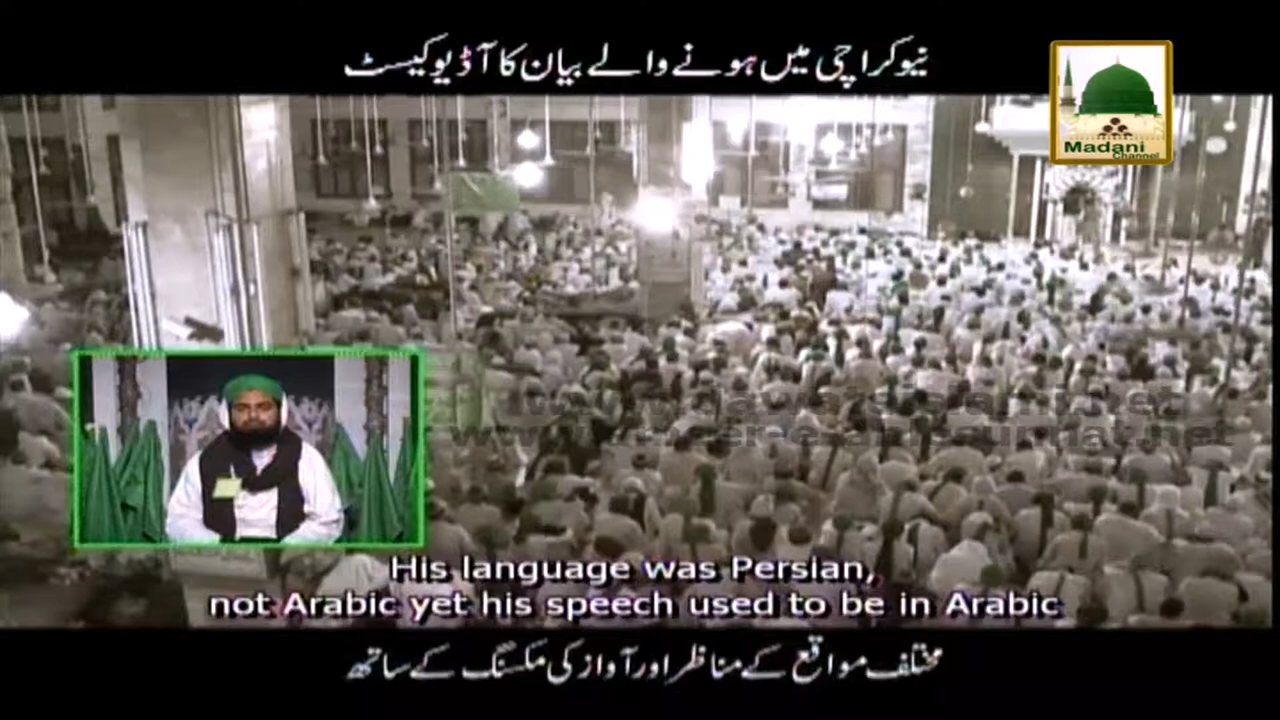 نیو کراچی میں ہونے والے بیان کا آڈیو کیسٹ
Madani
Channel
His language was Persian,
not Arabic yet his speech used to be in Arabic
مختلف مواقع کے مناظر اور آواز کی مکسنگ کے ساتھ